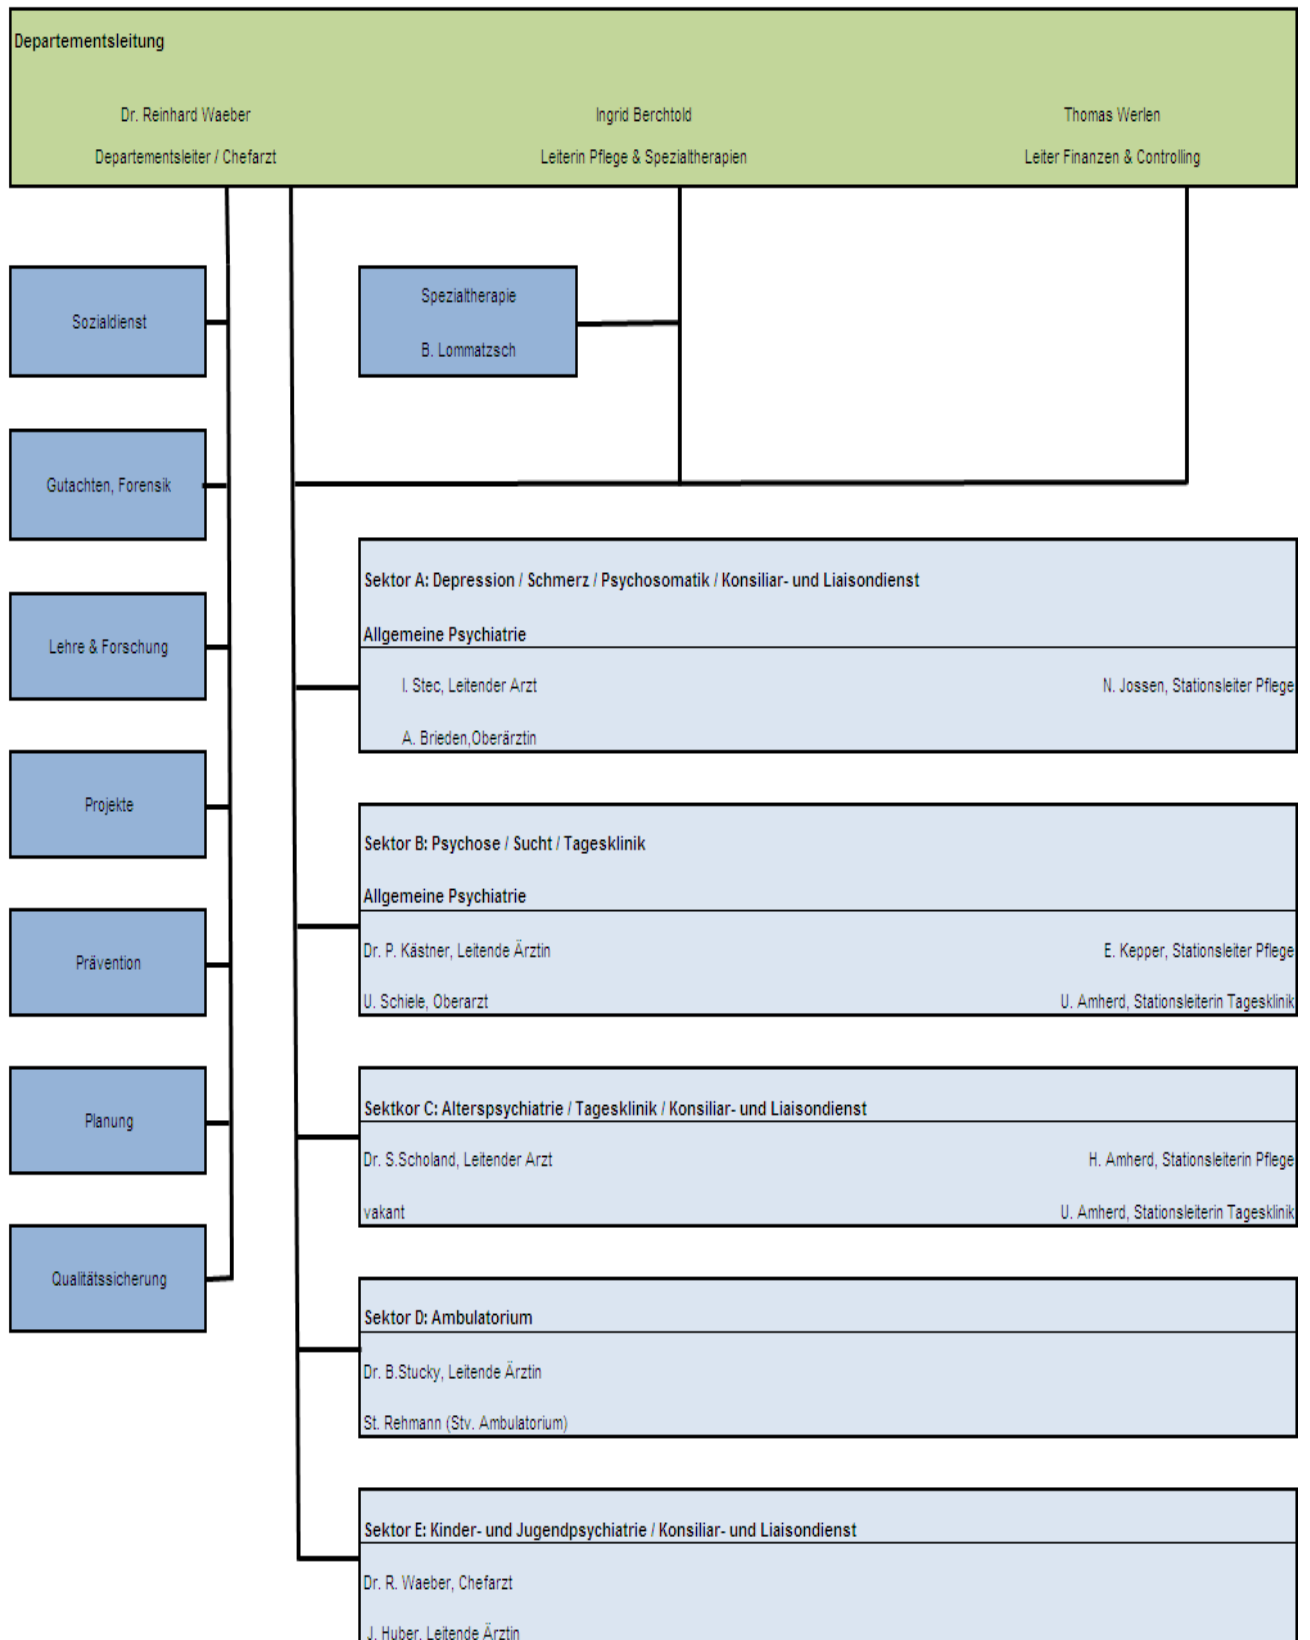 Departementsleitung
Dr. Reinhard Waeber
Departementsleiter / Chefarzt
Ingrid Berchtold
Leiterin Pflege & Spezialtherapien
Thomas Werlen
Leiter Finanzen & Controlling
Sozialdienst
Gutachten, Forensik
Lehre & Forschung
Projekte
Prävention
Planung
Qualitätssicherung
Spezialtherapie
B. Lommatzsch
Sektor A: Depression / Schmerz / Psychosomatik / Konsiliar- und Liaisondienst
Allgemeine Psychiatrie
I. Stec, Leitender Arzt
N. Jossen, Stationsleiter Pflege
A. Brieden,Oberärztin
Sektor B: Psychose / Sucht / Tagesklinik
Allgemeine Psychiatrie
Dr. P. Kästner, Leitende Ärztin
E. Kepper, Stationsleiter Pflege
U. Schiele, Oberarzt
U. Amherd, Stationsleiterin Tagesklinik
Sektkor C: Alterspsychiatrie / Tagesklinik / Konsiliar- und Liaisondienst
Dr. S.Scholand, Leitender Arzt
H. Amherd, Stationsleiterin Pflege
vakant
U. Amherd, Stationsleiterin Tagesklinik
Sektor D: Ambulatorium
Dr. B.Stucky, Leitende Ärztin
St. Rehmann (Stv. Ambulatorium)
Sektor E: Kinder- und Jugendpsychiatrie / Konsiliar- und Liaisondienst
Dr. R. Waeber, Chefarzt
J. Huber, Leitende Ärztin